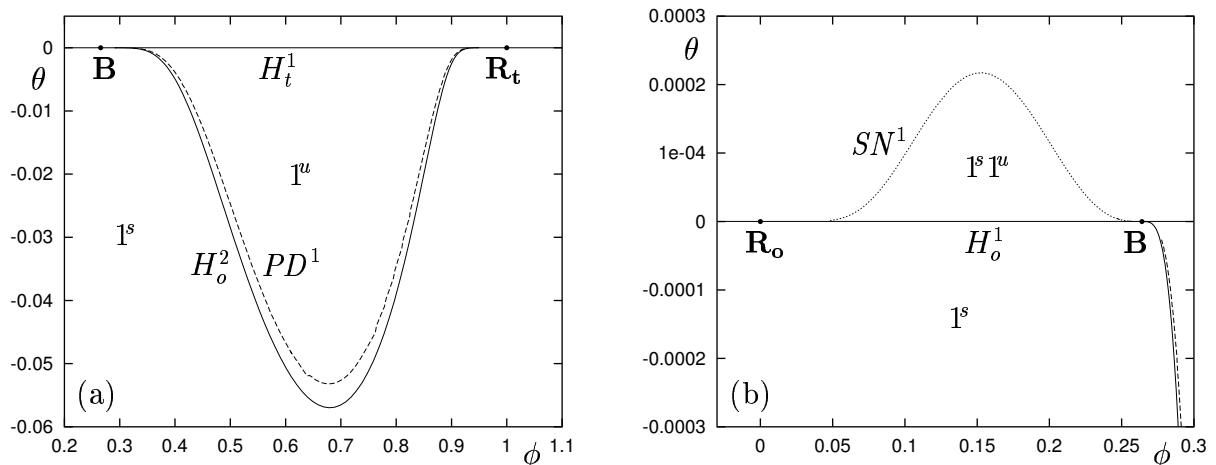 0
θ
-0.01
-0.02
-0.03
-0.04
-0.05
-0.06
0.2 0.3 0.4 0.5 0.6 0.7 0.8 0.9 1 1.1
ϕ
B
H_t^1
R_t
1^u
1^s
H_o^2
PD^1
(a)
0.0003
θ
0.0002
1e-04
0
-0.0001
-0.0002
-0.0003
0 0.05 0.1 0.15 0.2 0.25 0.3
ϕ
SN^1
1^s 1^u
R_o
H_o^1
B
1^s
(b)